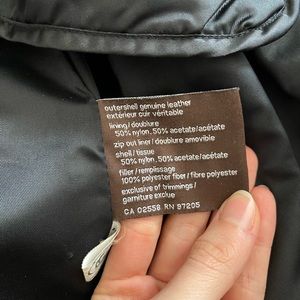 outershell genuine leather
extérieur cuir véritable
lining / doublure
50% nylon, 50% acetate/acétate
zip out liner / doublure amovible
shell / tissue
50% nylon, 50% acetate/acétate
filler / remplissage
100% polyester fiber / fibre polyester
exclusive of trimmings /
garniture exclue
CA 02558 RN 97205